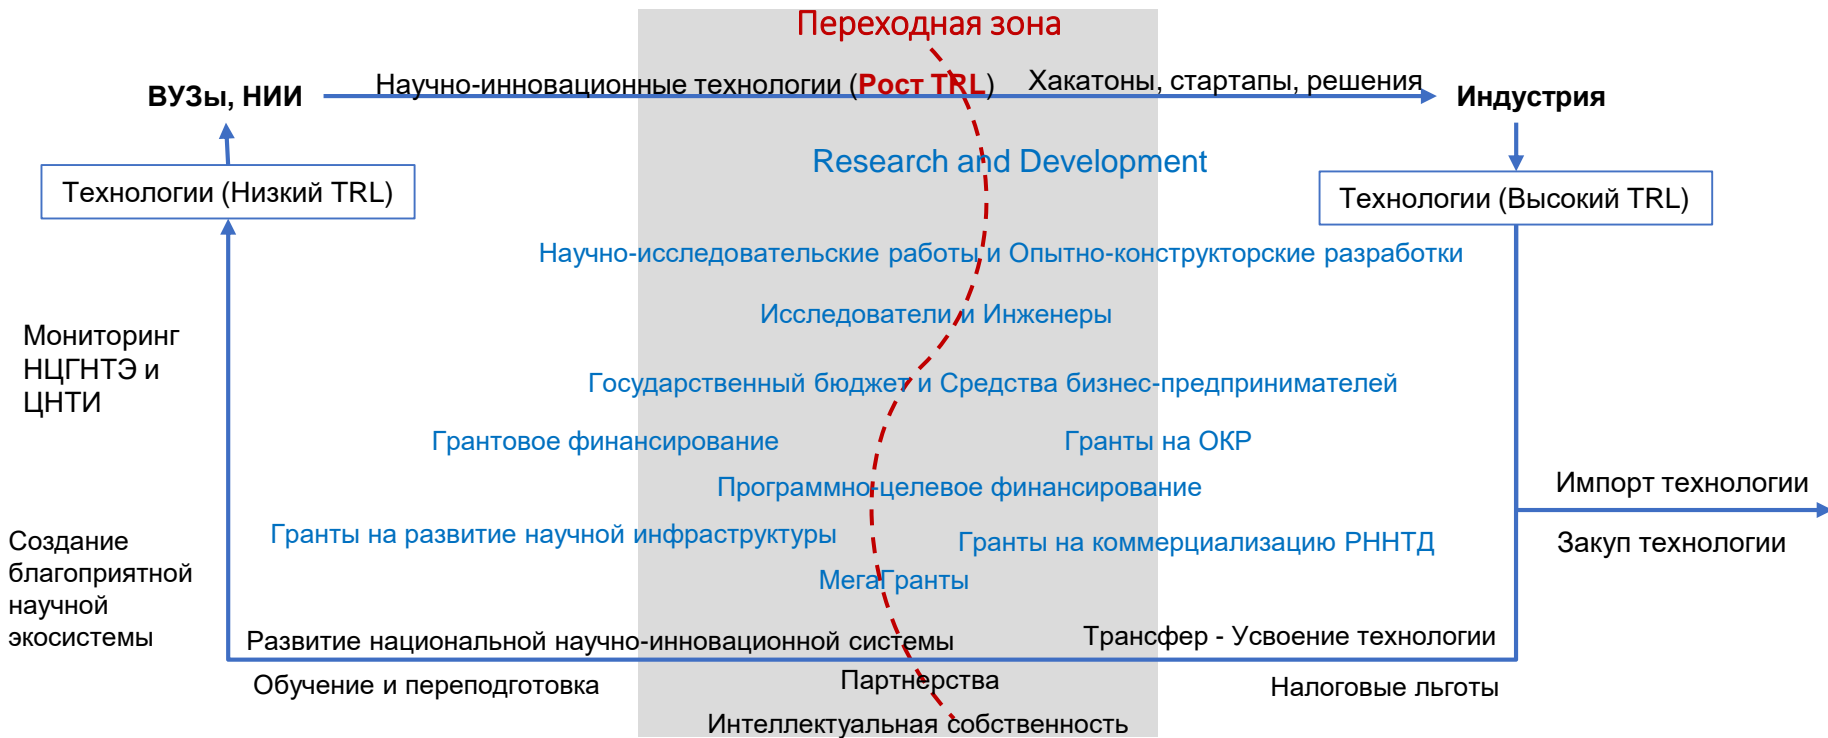 Переходная зона
ВУЗы, НИИ
Научно-инновационные технологии (Рост TRL)
Хакатоны, стартапы, решения
Индустрия
Research and Development
Технологии (Низкий TRL)
Технологии (Высокий TRL)
Научно-исследовательские работы и Опытно-конструкторские разработки
Исследователи и Инженеры
Мониторинг
НЦГНТЭ и
ЦНТИ
Государственный бюджет и Средства бизнес-предпринимателей
Грантовое финансирование
Гранты на ОКР
Программно-целевое финансирование
Импорт технологии
Гранты на развитие научной инфраструктуры
Гранты на коммерциализацию РННТД
Закуп технологии
МегаГранты
Создание
благоприятной
научной
экосистемы
Развитие национальной научно-инновационной системы
Трансфер - Усвоение технологии
Обучение и переподготовка
Партнерства
Налоговые льготы
Интеллектуальная собственность